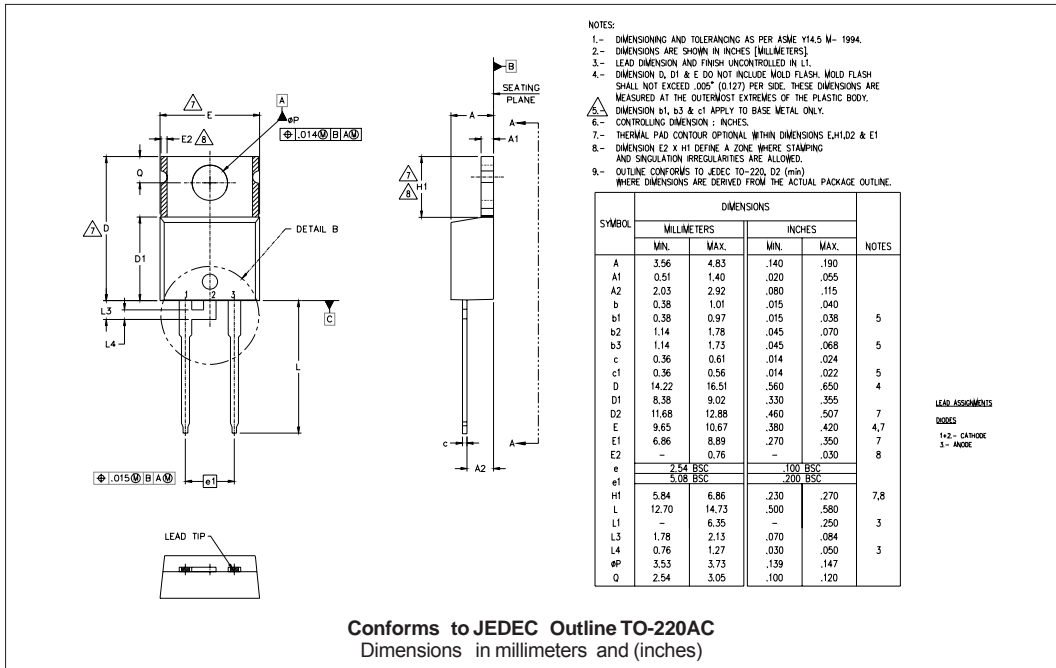 NOTES:
1.- DIMENSIONING AND TOLERANCING AS PER ASME Y14.5 M- 1994.
2.- DIMENSIONS ARE SHOWN IN INCHES [MILLIMETERS].
3.- LEAD DIMENSION AND FINISH UNCONTROLLED IN L1.
4.- DIMENSION D, D1 & E DO NOT INCLUDE MOLD FLASH. MOLD FLASH
SHALL NOT EXCEED .005" (0.127) PER SIDE. THESE DIMENSIONS ARE
MEASURED AT THE OUTERMOST EXTREMES OF THE PLASTIC BODY.
5.- DIMENSION b1, b3 & c1 APPLY TO BASE METAL ONLY.
6.- CONTROLLING DIMENSION : INCHES.
7.- THERMAL PAD CONTOUR OPTIONAL WITHIN DIMENSIONS E,H1,D2 & E1
8.- DIMENSION E2 X H1 DEFINE A ZONE WHERE STAMPING
AND SINGULATION IRREGULARITIES ARE ALLOWED.
9.- OUTLINE CONFORMS TO JEDEC TO-220, D2 (min)
WHERE DIMENSIONS ARE DERIVED FROM THE ACTUAL PACKAGE OUTLINE.
7
E
A
øP
E2 8
⌖ .014Ⓜ B AⓂ
Q
7
D
D1
DETAIL B
1 2 3
L3
L4
C
L
⌖ .015Ⓜ B AⓂ
e1
LEAD TIP
B
SEATING
PLANE
A
A
A1
7
8
H1
c
A
A2
SYMBOL DIMENSIONS NOTES
MILLIMETERS INCHES
MIN. MAX. MIN. MAX.
A 3.56 4.83 .140 .190
A1 0.51 1.40 .020 .055
A2 2.03 2.92 .080 .115
b 0.38 1.01 .015 .040
b1 0.38 0.97 .015 .038 5
b2 1.14 1.78 .045 .070
b3 1.14 1.73 .045 .068 5
c 0.36 0.61 .014 .024
c1 0.36 0.56 .014 .022 5
D 14.22 16.51 .560 .650 4
D1 8.38 9.02 .330 .355
D2 11.68 12.88 .460 .507 7
E 9.65 10.67 .380 .420 4,7
E1 6.86 8.89 .270 .350 7
E2 – 0.76 – .030 8
e 2.54 BSC .100 BSC
e1 5.08 BSC .200 BSC
H1 5.84 6.86 .230 .270 7,8
L 12.70 14.73 .500 .580
L1 – 6.35 – .250 3
L3 1.78 2.13 .070 .084
L4 0.76 1.27 .030 .050 3
øP 3.53 3.73 .139 .147
Q 2.54 3.05 .100 .120
LEAD ASSIGNMENTS
DIODES
1+2.- CATHODE
3.- ANODE
Conforms to JEDEC Outline TO-220AC
Dimensions in millimeters and (inches)